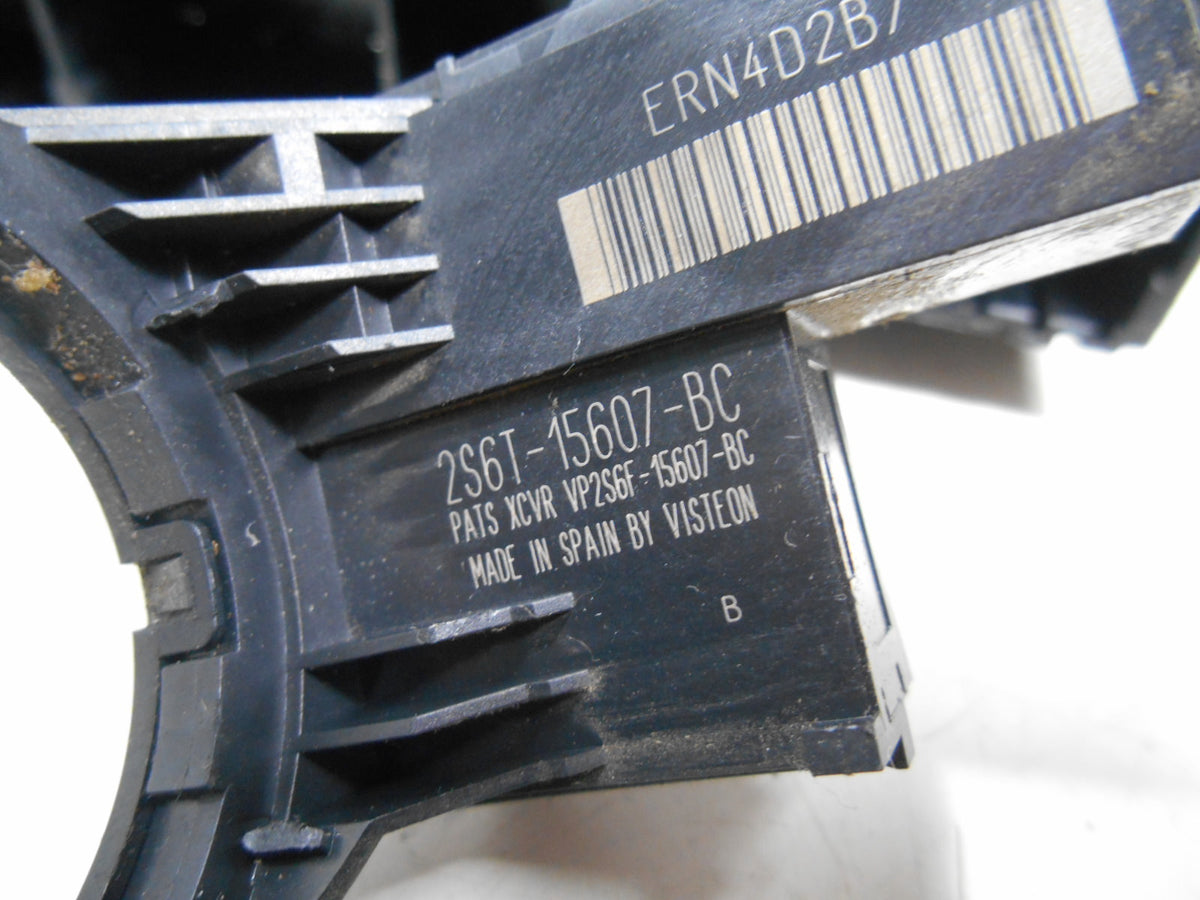 ERN4D2B7
2S6T-15607-BC
PATS XCVR VP2S6F-15607-BC
MADE IN SPAIN BY VISTEON
B